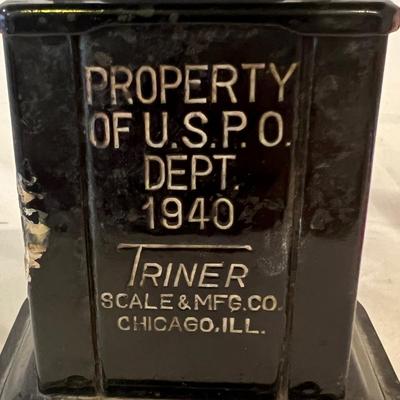 PROPERTY
OF U.S.P.O.
DEPT.
1940
TRINER
SCALE & MFG. CO.
CHICAGO, ILL.